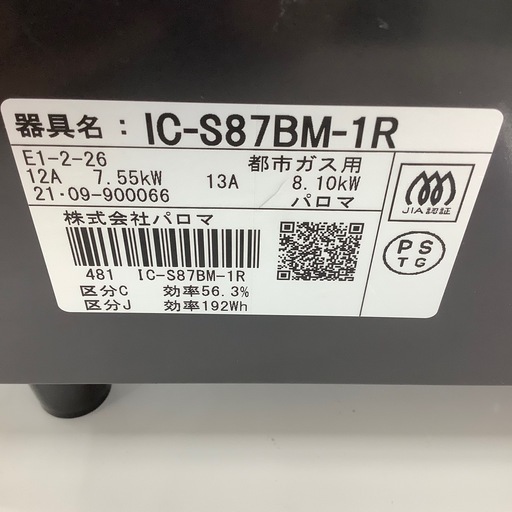 器具名: IC-S87BM-1R
E1-2-26 都市ガス用
12A 7.55kW 13A 8.10kW
21・09-900066 パロマ
JIA認証
株式会社パロマ
PS
TG
481 IC-S87BM-1R
区分C 効率56.3%
区分J 効率192Wh